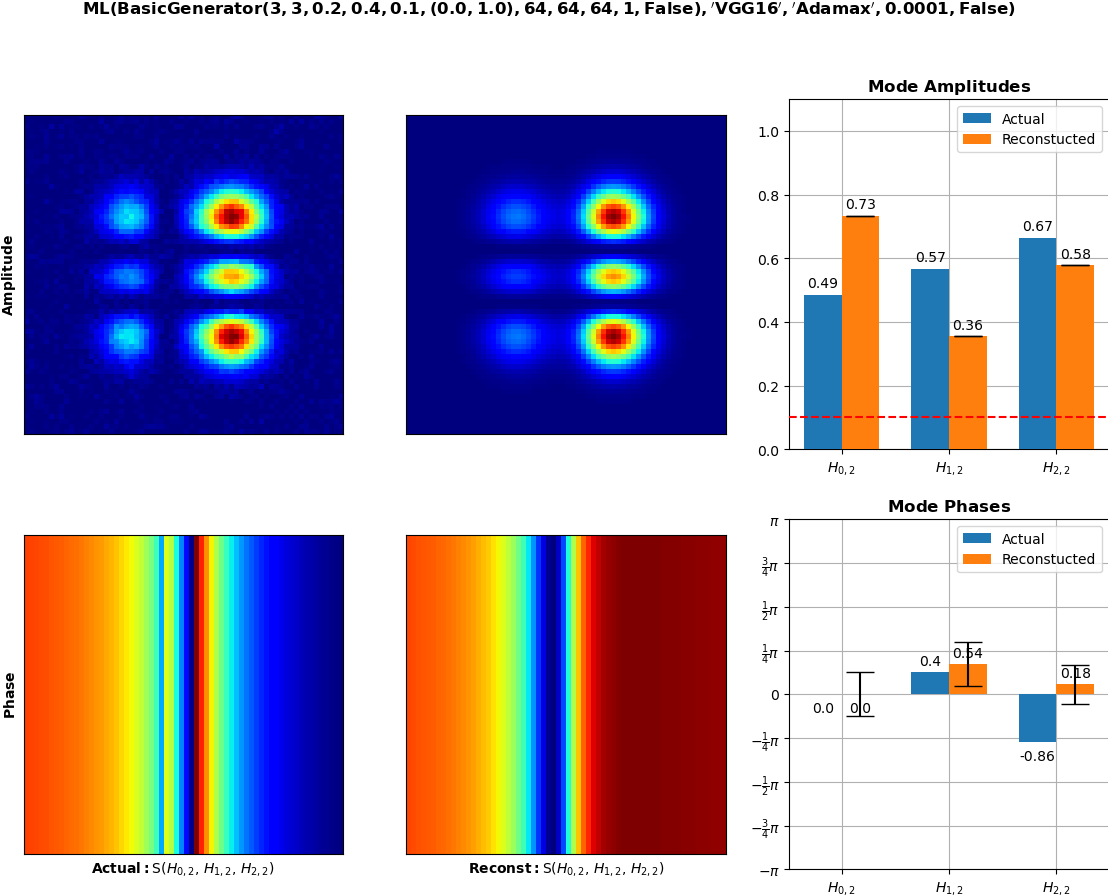 ML(BasicGenerator(3, 3, 0.2, 0.4, 0.1, (0.0, 1.0), 64, 64, 64, 1, False), ′VGG16′, ′Adamax′, 0.0001, False)
Amplitude
Mode Amplitudes
Actual
Reconstucted
1.0
0.8
0.6
0.4
0.2
0.0
0.49
0.73
0.57
0.36
0.67
0.58
H0, 2
H1, 2
H2, 2
Phase
Actual: S(H0, 2, H1, 2, H2, 2)
Reconst: S(H0, 2, H1, 2, H2, 2)
Mode Phases
Actual
Reconstucted
π
3/4π
1/2π
1/4π
0
−1/4π
−1/2π
−3/4π
−π
0.0
0.0
0.4
0.54
-0.86
0.18
H0, 2
H1, 2
H2, 2